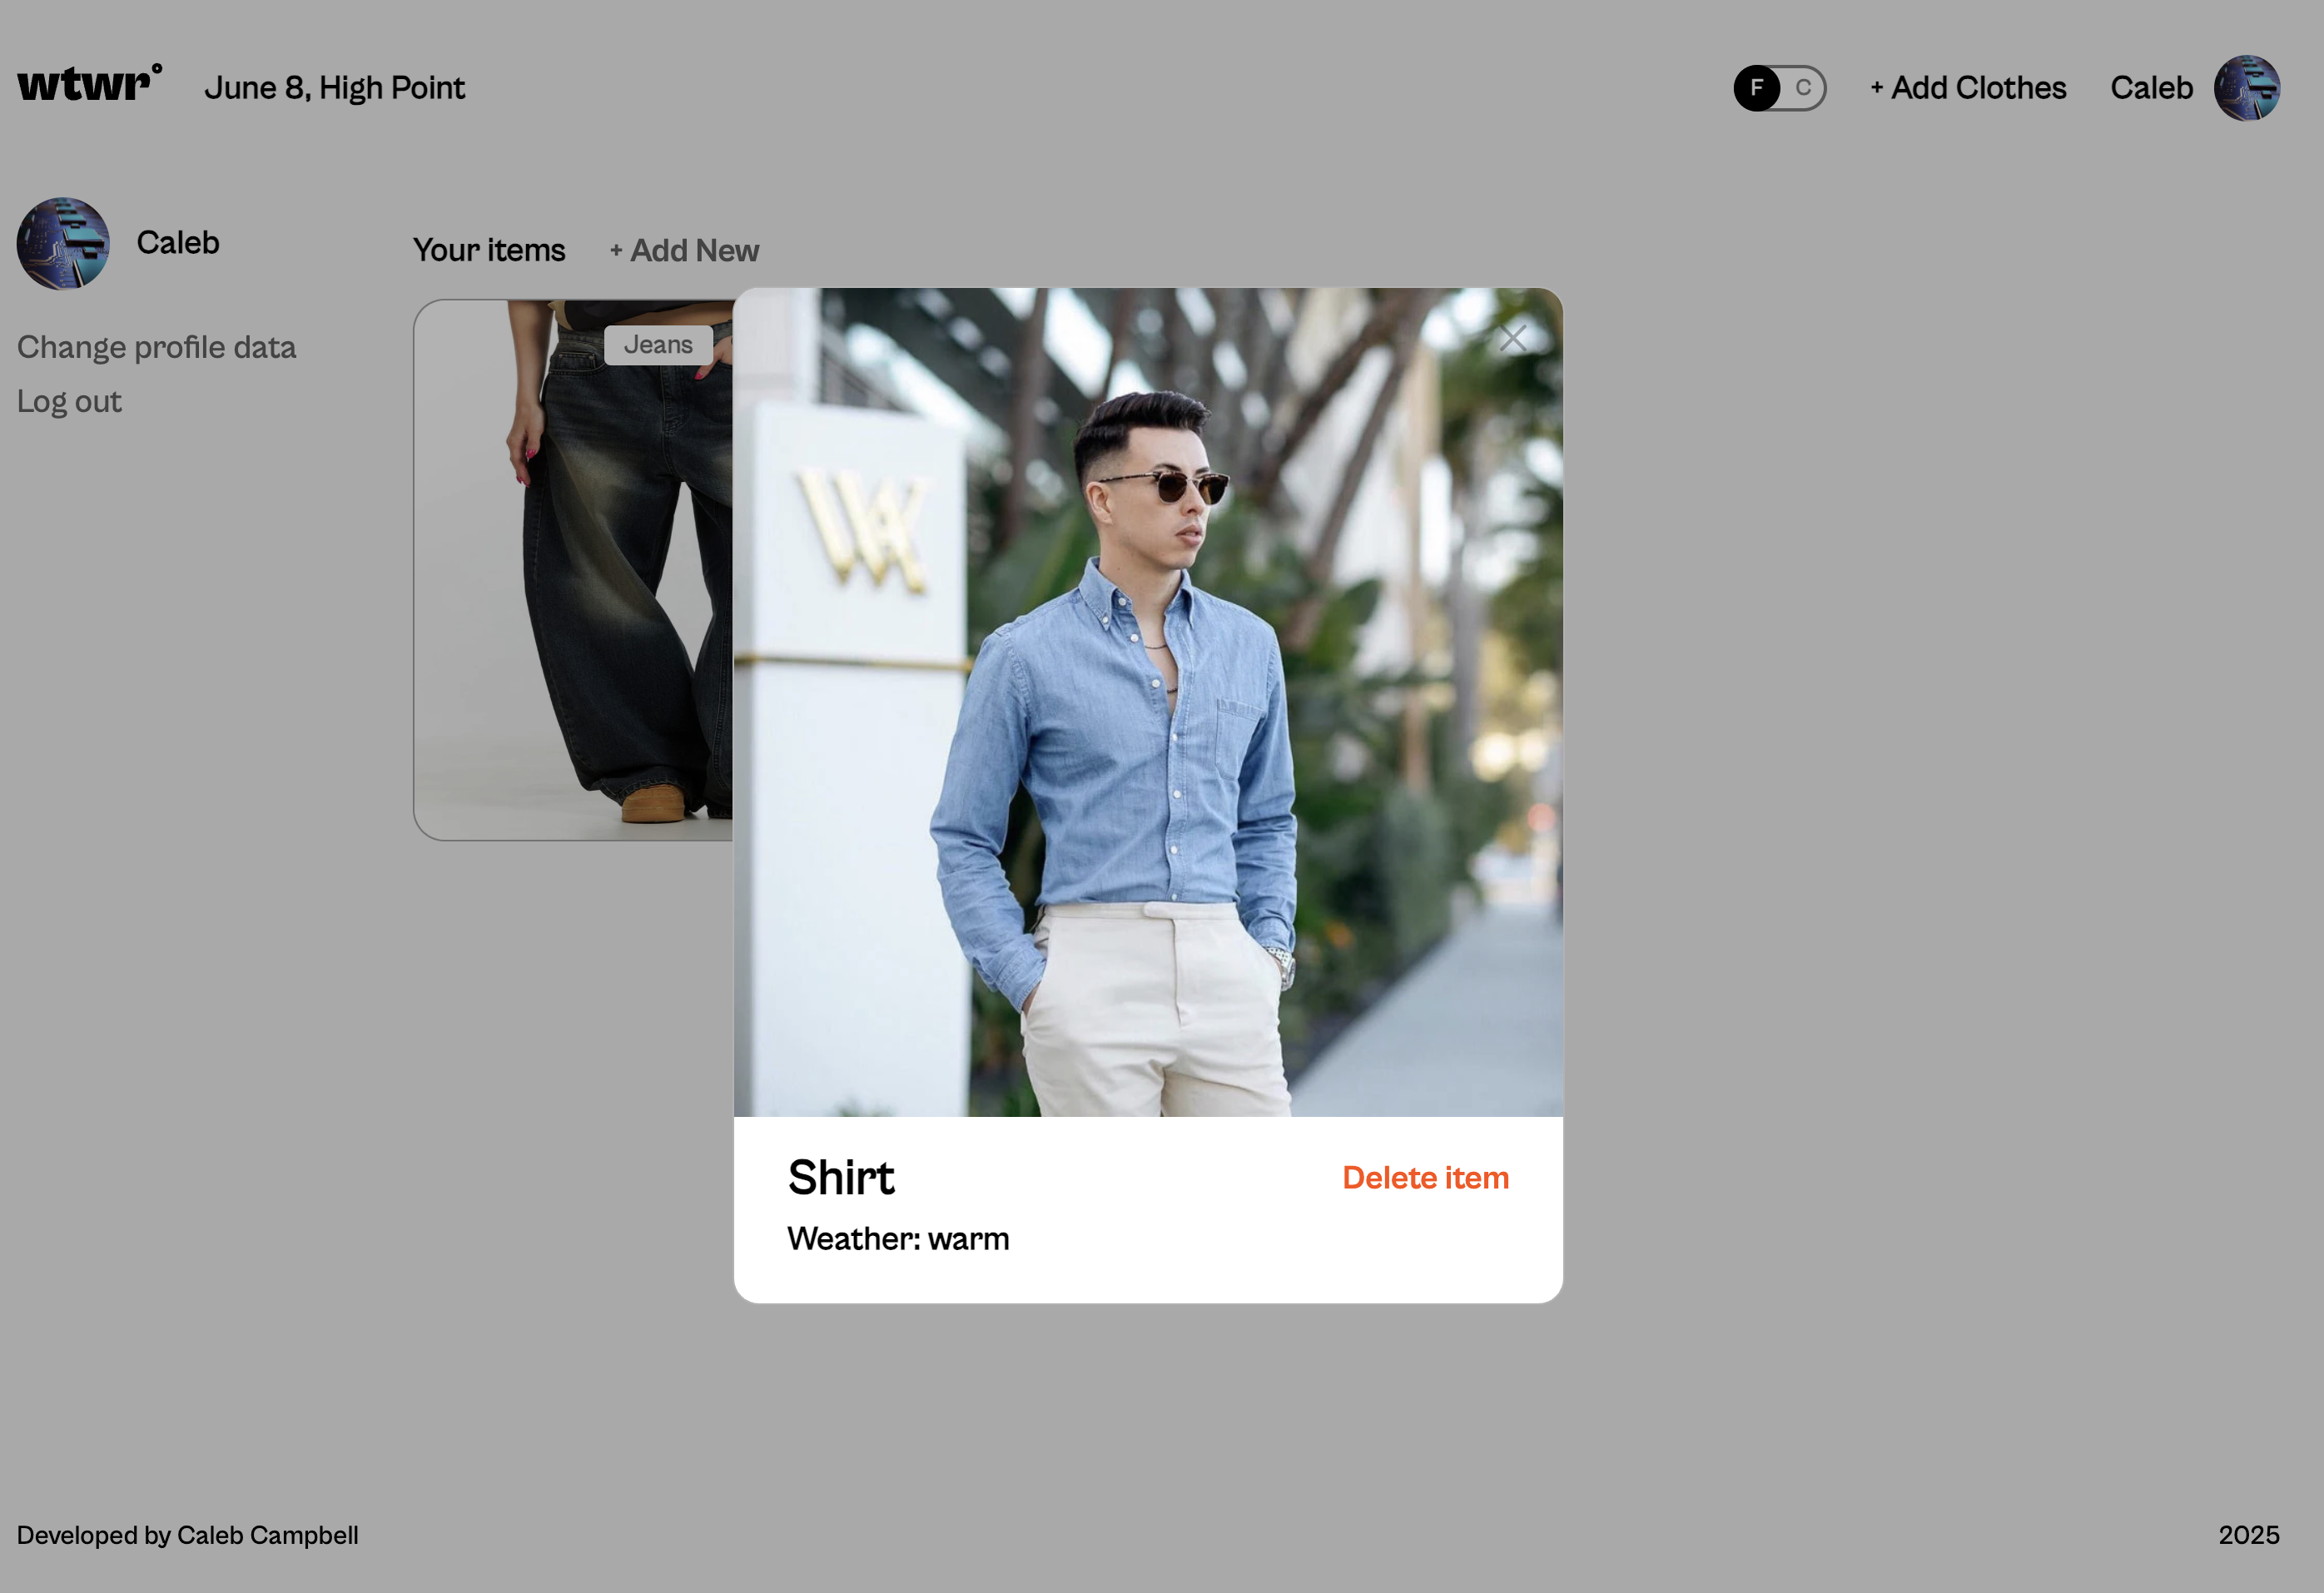 wtwr°
June 8, High Point
F C
+ Add Clothes
Caleb
Caleb
Change profile data
Log out
Your items
+ Add New
Jeans
Shirt
Delete item
Weather: warm
Developed by Caleb Campbell
2025